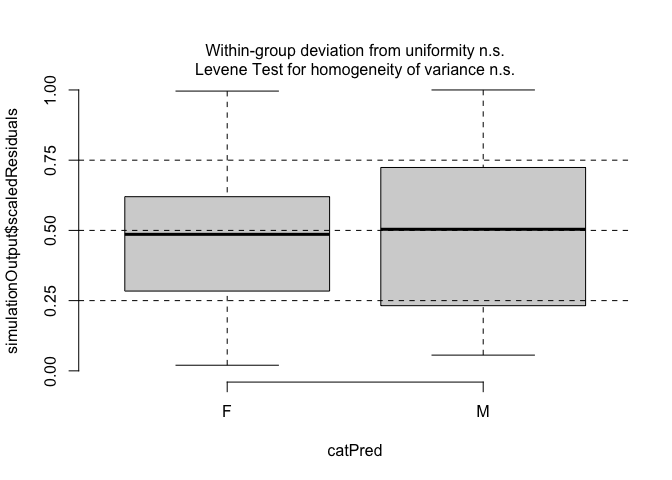 Within-group deviation from uniformity n.s.
Levene Test for homogeneity of variance n.s.
simulationOutput$scaledResiduals
1.00
0.75
0.50
0.25
0.00
F
M
catPred